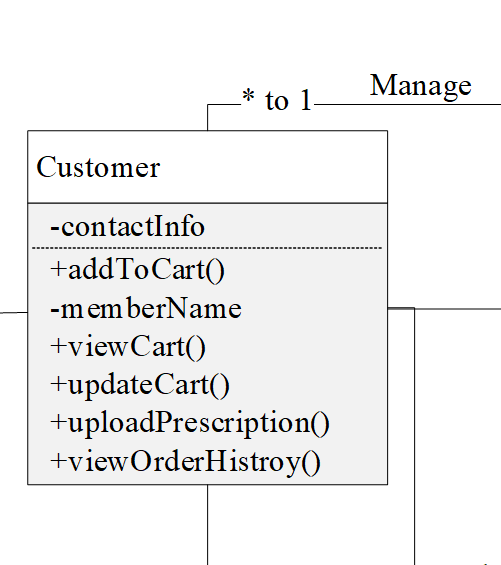 Manage
* to 1
Customer
-contactInfo
+addToCart()
-memberName
+viewCart()
+updateCart()
+uploadPrescription()
+viewOrderHistroy()